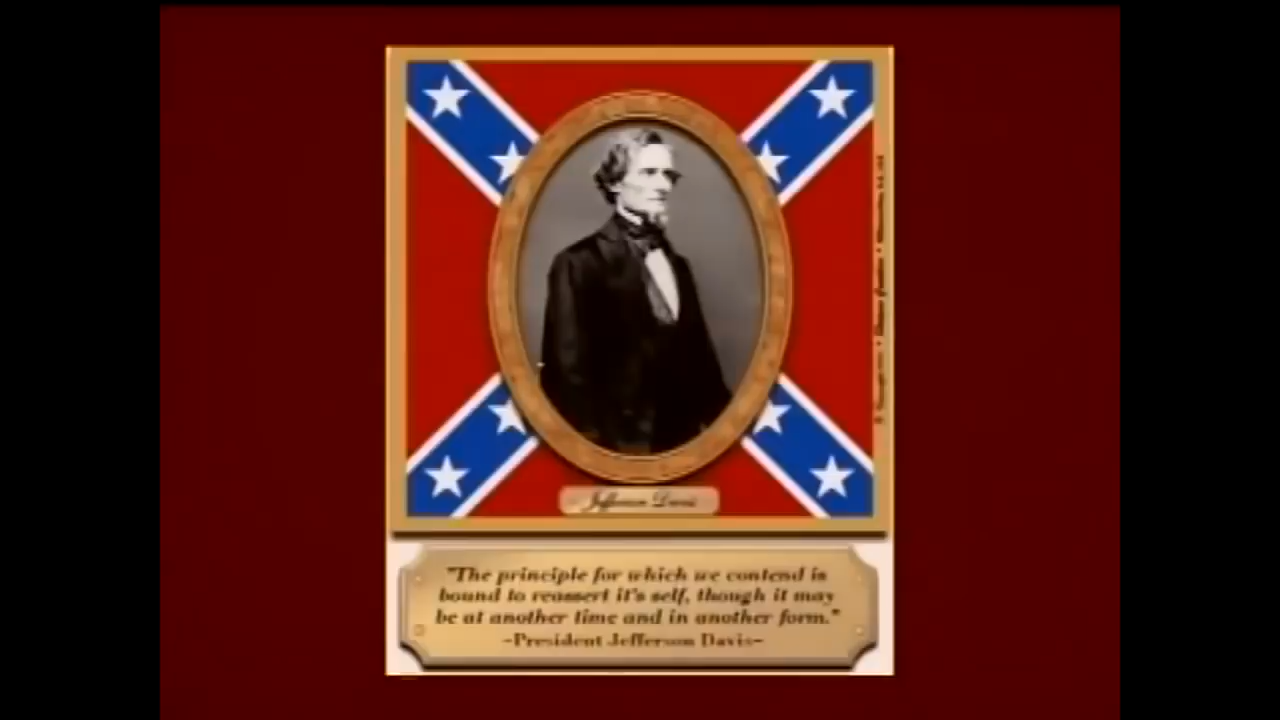 Jefferson Davis
"The principle for which we contend is
bound to reassert it's self, though it may
be at another time and in another form."
~President Jefferson Davis~